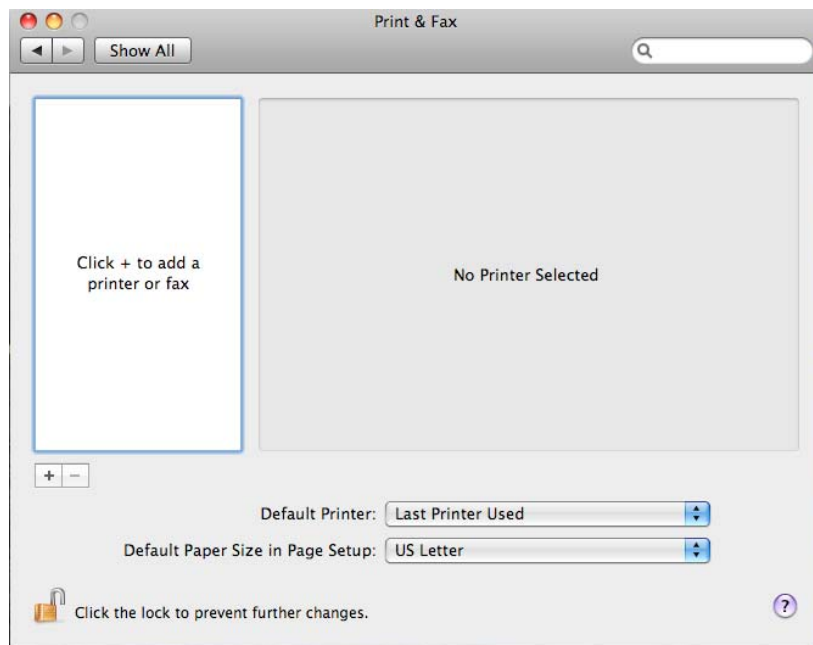 Print & Fax
Show All
Click + to add a
printer or fax
No Printer Selected
+ −
Default Printer: Last Printer Used
Default Paper Size in Page Setup: US Letter
Click the lock to prevent further changes.
?